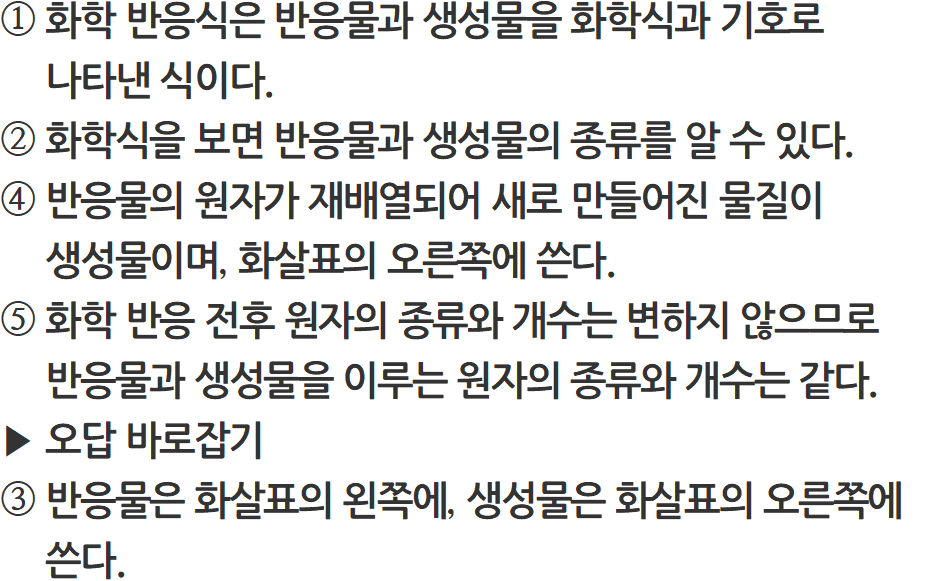 ① 화학 반응식은 반응물과 생성물을 화학식과 기호로
나타낸 식이다.
② 화학식을 보면 반응물과 생성물의 종류를 알 수 있다.
④ 반응물의 원자가 재배열되어 새로 만들어진 물질이
생성물이며, 화살표의 오른쪽에 쓴다.
⑤ 화학 반응 전후 원자의 종류와 개수는 변하지 않으므로
반응물과 생성물을 이루는 원자의 종류와 개수는 같다.
▶ 오답 바로잡기
③ 반응물은 화살표의 왼쪽에, 생성물은 화살표의 오른쪽에
쓴다.